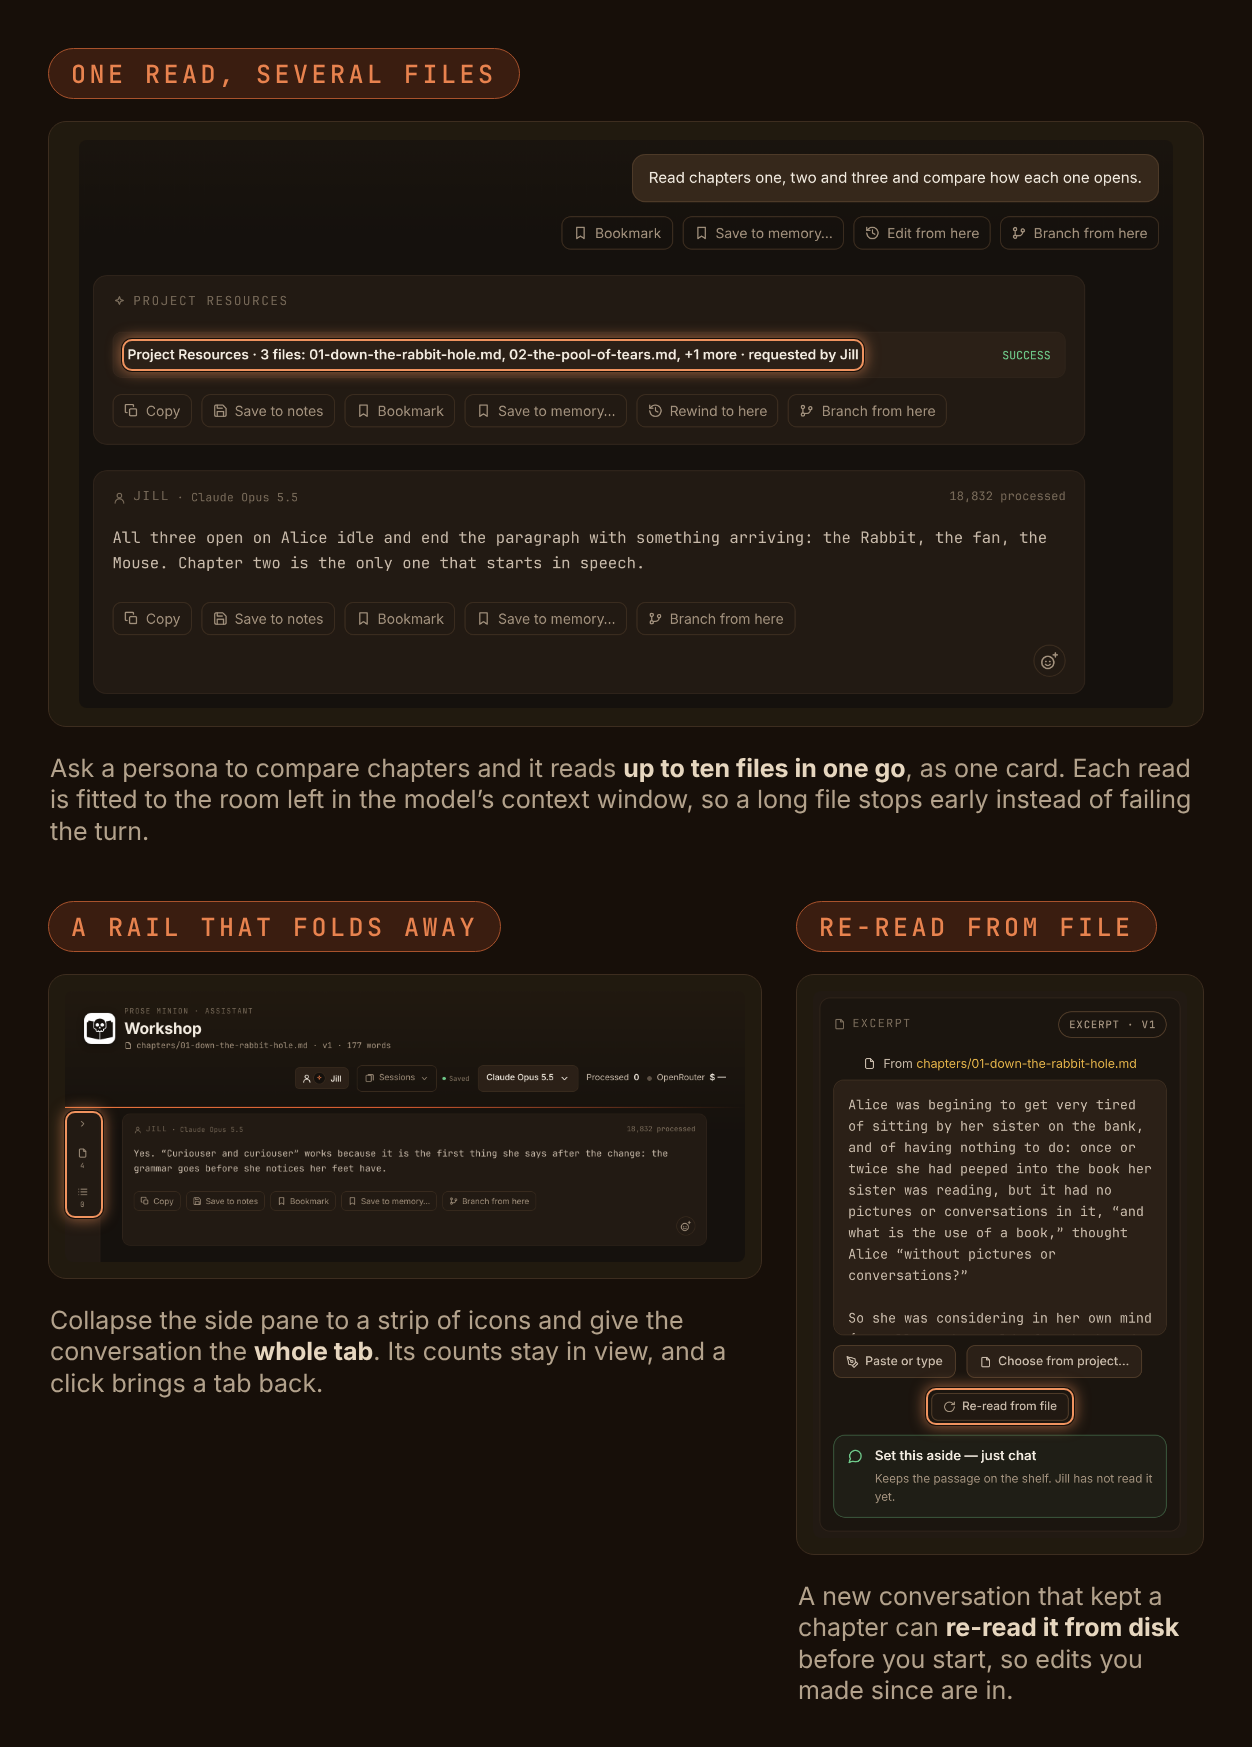 ONE READ, SEVERAL FILES
Read chapters one, two and three and compare how each one opens.
Bookmark
Save to memory...
Edit from here
Branch from here
PROJECT RESOURCES
Project Resources · 3 files: 01-down-the-rabbit-hole.md, 02-the-pool-of-tears.md, +1 more · requested by Jill
SUCCESS
Copy
Save to notes
Bookmark
Save to memory...
Rewind to here
Branch from here
JILL · Claude Opus 5.5
18,832 processed
All three open on Alice idle and end the paragraph with something arriving: the Rabbit, the fan, the
Mouse. Chapter two is the only one that starts in speech.
Copy
Save to notes
Bookmark
Save to memory...
Branch from here
Ask a persona to compare chapters and it reads up to ten files in one go, as one card. Each read
is fitted to the room left in the model’s context window, so a long file stops early instead of failing
the turn.
A RAIL THAT FOLDS AWAY
PROSE MINION · ASSISTANT
Workshop
chapters/01-down-the-rabbit-hole.md · v1 · 177 words
Jill
Sessions
Saved
Claude Opus 5.5
Processed 0
OpenRouter $ —
4
9
JILL · Claude Opus 5.5
18,832 processed
Yes. “Curiouser and curiouser” works because it is the first thing she says after the change: the
grammar goes before she notices her feet have.
Copy
Save to notes
Bookmark
Save to memory...
Branch from here
Collapse the side pane to a strip of icons and give the
conversation the whole tab. Its counts stay in view, and a
click brings a tab back.
RE-READ FROM FILE
EXCERPT
EXCERPT · V1
From chapters/01-down-the-rabbit-hole.md
Alice was begining to get very tired
of sitting by her sister on the bank,
and of having nothing to do: once or
twice she had peeped into the book her
sister was reading, but it had no
pictures or conversations in it, “and
what is the use of a book,” thought
Alice “without pictures or
conversations?”
So she was considering in her own mind
Paste or type
Choose from project...
Re-read from file
Set this aside — just chat
Keeps the passage on the shelf. Jill has not read it
yet.
A new conversation that kept a
chapter can re-read it from disk
before you start, so edits you
made since are in.